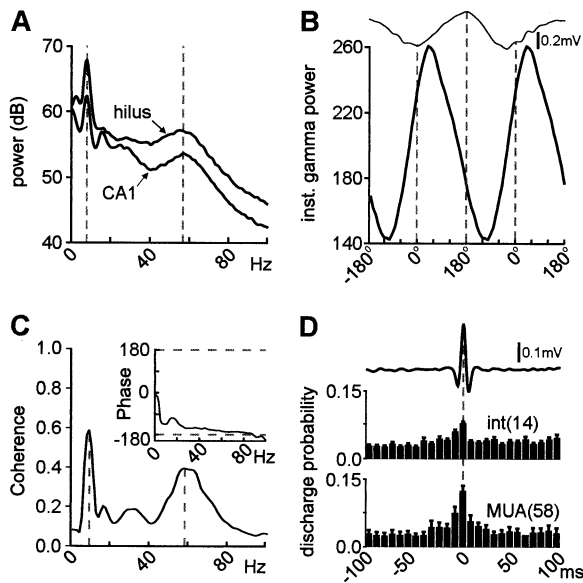 A
70
60
50
40
power (dB)
hilus
CA1
0
40
80
Hz
B
0.2mV
260
220
180
140
inst. gamma power
-180°
0°
180°
0°
180°
C
1.0
0.8
0.6
0.4
0.2
0.0
Coherence
180
0
-180
Phase
0
40
80
Hz
0
40
80
Hz
D
0.1mV
0.15
0.0
int(14)
0.15
0.0
MUA(58)
discharge probability
-100
-50
0
50
100
ms